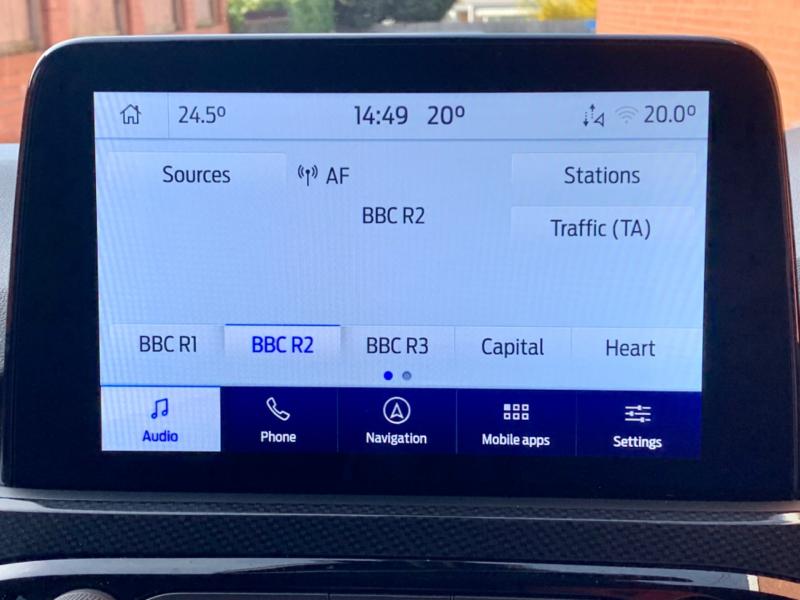 24.5º 14:49 20º 20.0º
Sources AF Stations
BBC R2
Traffic (TA)
BBC R1 BBC R2 BBC R3 Capital Heart
Audio Phone Navigation Mobile apps Settings